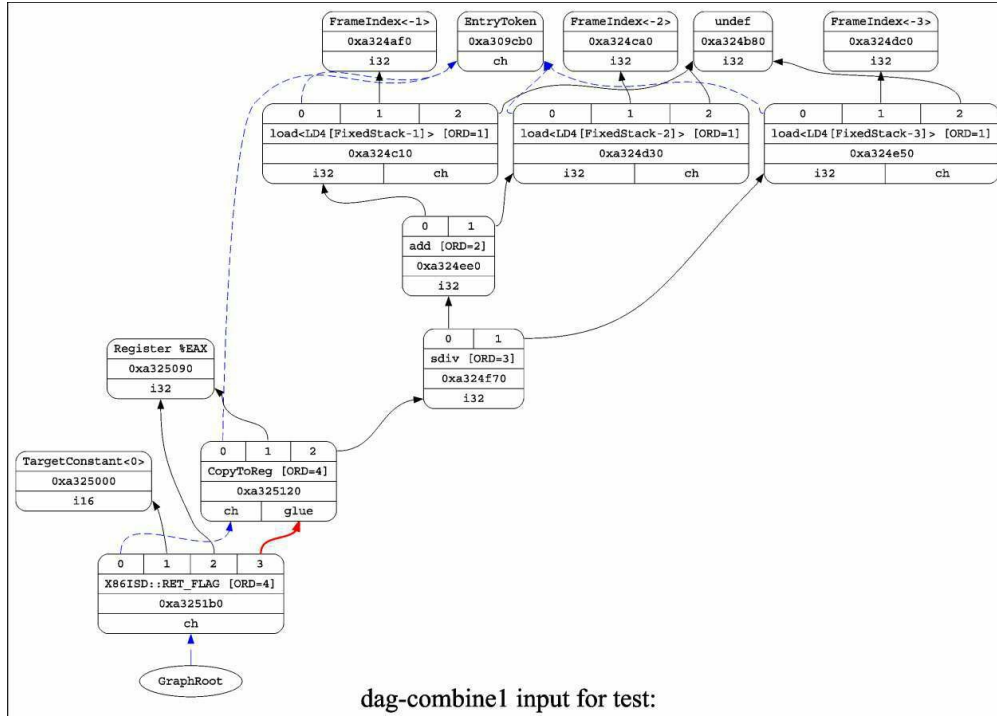 FrameIndex<-1> EntryToken FrameIndex<-2> undef FrameIndex<-3>
0xa324af0 0xa309cb0 0xa324ca0 0xa324b80 0xa324dc0
i32 ch i32 i32 i32
0 1 2 0 1 2 0 1 2
load<LD4[FixedStack-1]> [ORD=1] load<LD4[FixedStack-2]> [ORD=1] load<LD4[FixedStack-3]> [ORD=1]
0xa324c10 0xa324d30 0xa324e50
i32 ch i32 ch i32 ch
0 1
add [ORD=2]
0xa324ee0
i32
0 1
sdiv [ORD=3]
0xa324f70
i32
Register %EAX
0xa325090
i32
0 1 2
CopyToReg [ORD=4]
0xa325120
ch glue
TargetConstant<0>
0xa325000
i16
0 1 2 3
X86ISD::RET_FLAG [ORD=4]
0xa3251b0
ch
GraphRoot
dag-combine1 input for test: